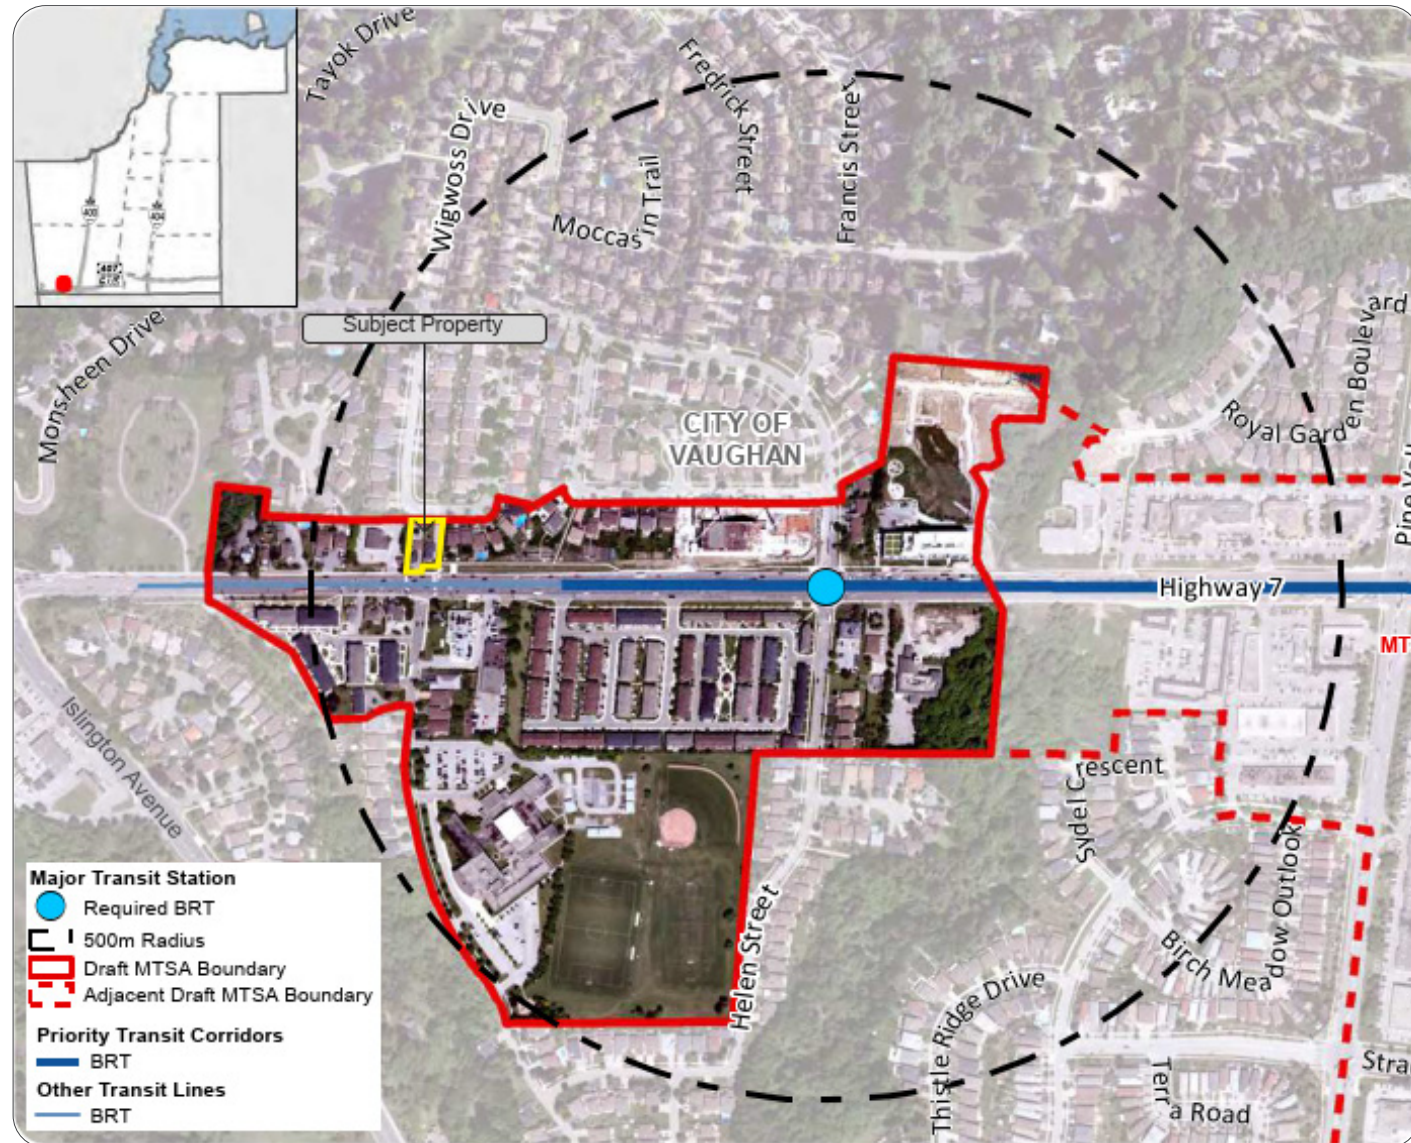 Tayok Drive
Fredrick Street
Francis Street
Wigwoss Drive
Moccasin Trail
400
404
407
Subject Property
Monsheen Drive
CITY OF
VAUGHAN
Royal Garden Boulevard
Highway 7
MT
Islington Avenue
Sydel Crescent
Helen Street
Birch Meadow Outlook
Thistle Ridge Drive
Terra Road
Stra
Major Transit Station
Required BRT
500m Radius
Draft MTSA Boundary
Adjacent Draft MTSA Boundary
Priority Transit Corridors
BRT
Other Transit Lines
BRT